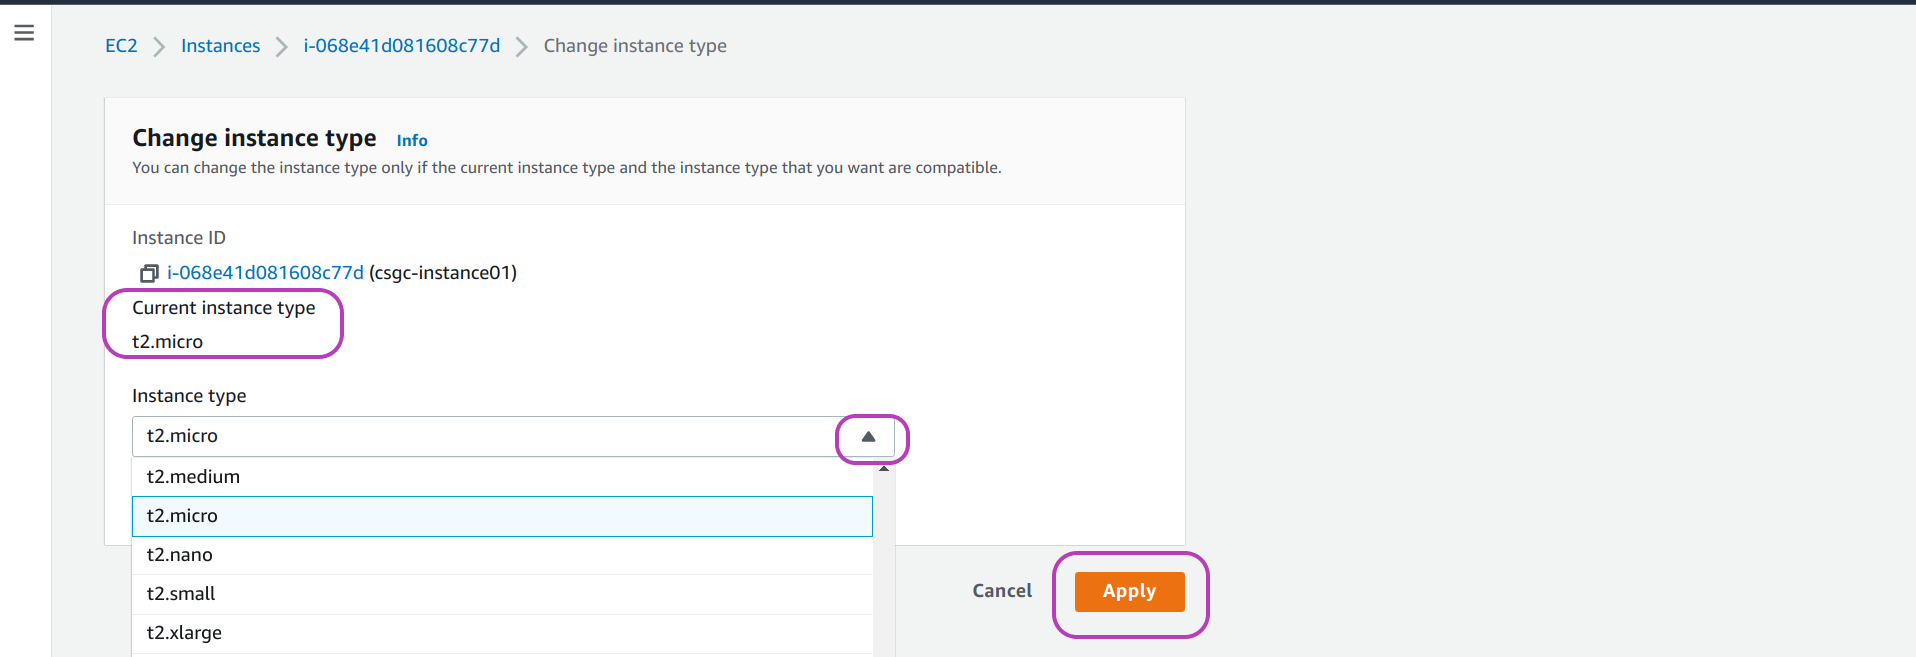 EC2 Instances i-068e41d081608c77d Change instance type
Change instance type Info
You can change the instance type only if the current instance type and the instance type that you want are compatible.
Instance ID
i-068e41d081608c77d (csgc-instance01)
Current instance type
t2.micro
Instance type
t2.micro
t2.medium
t2.micro
t2.nano
t2.small
t2.xlarge
Cancel Apply